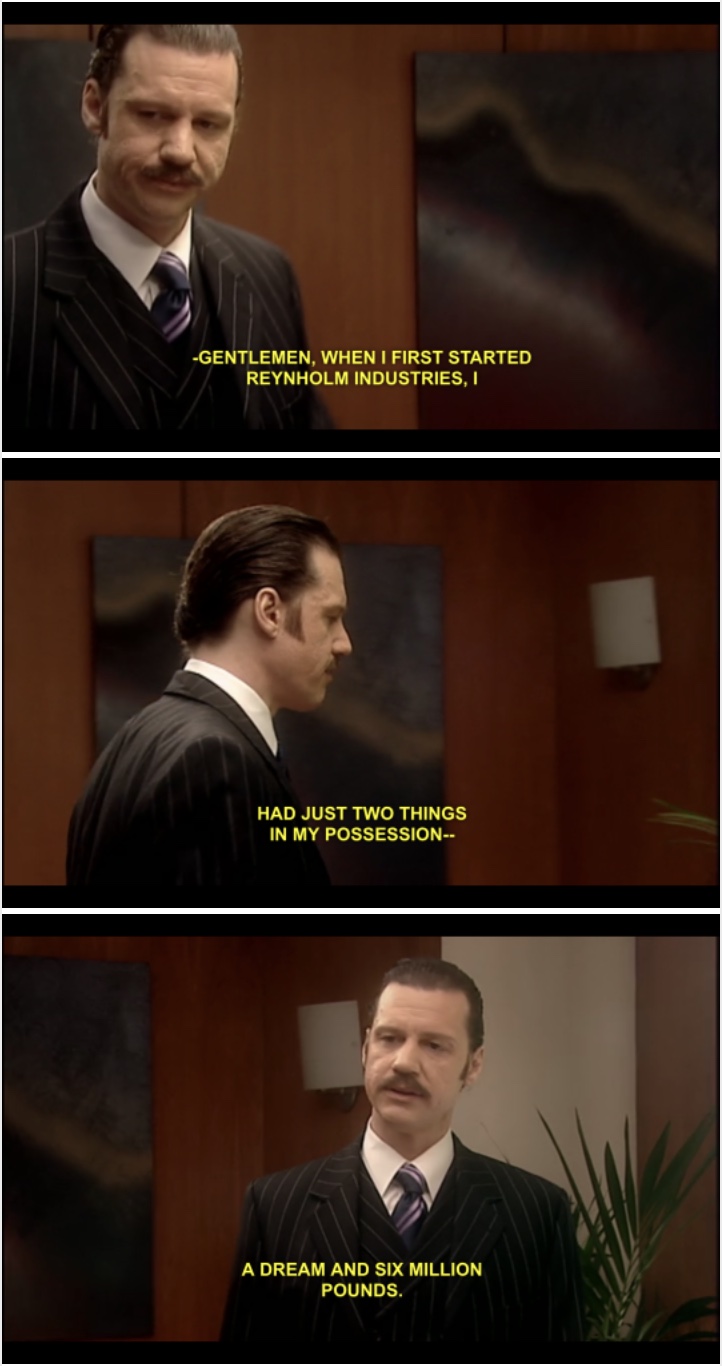 -GENTLEMEN, WHEN I FIRST STARTED
REYNHOLM INDUSTRIES, I
HAD JUST TWO THINGS
IN MY POSSESSION--
A DREAM AND SIX MILLION
POUNDS.